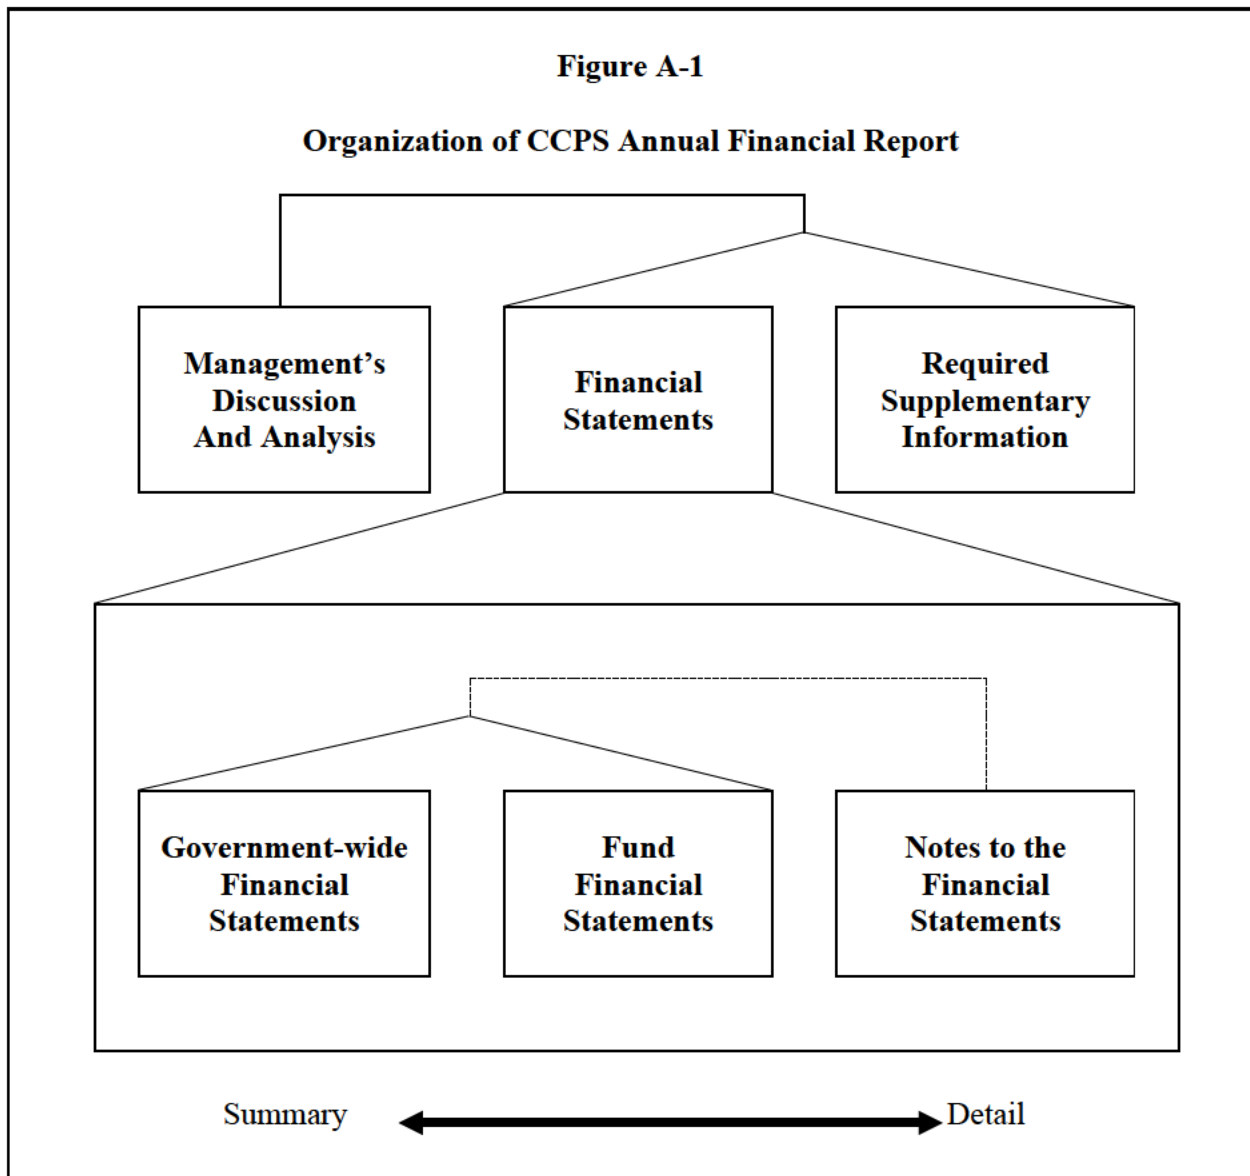 Figure A-1
Organization of CCPS Annual Financial Report
Management’s
Discussion
And Analysis
Financial
Statements
Required
Supplementary
Information
Government-wide
Financial
Statements
Fund
Financial
Statements
Notes to the
Financial
Statements
Summary
Detail